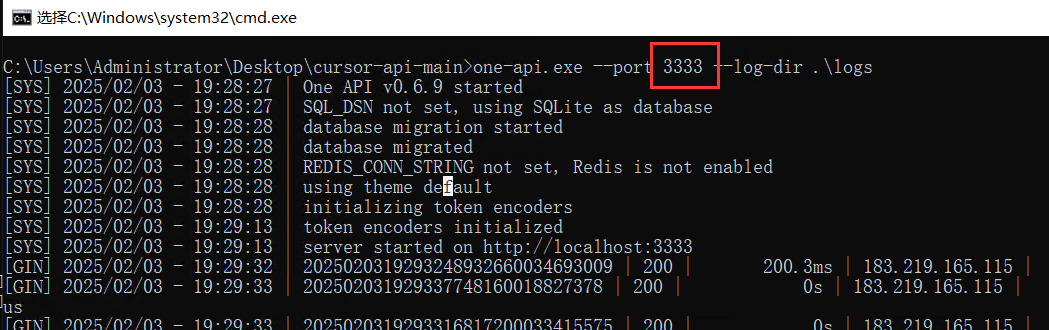 选择C:\Windows\system32\cmd.exe
C:\Users\Administrator\Desktop\cursor-api-main>one-api.exe --port 3333 --log-dir .\logs
[SYS] 2025/02/03 - 19:28:27 | One API v0.6.9 started
[SYS] 2025/02/03 - 19:28:27 | SQL_DSN not set, using SQLite as database
[SYS] 2025/02/03 - 19:28:28 | database migration started
[SYS] 2025/02/03 - 19:28:28 | database migrated
[SYS] 2025/02/03 - 19:28:28 | REDIS_CONN_STRING not set, Redis is not enabled
[SYS] 2025/02/03 - 19:28:28 | using theme default
[SYS] 2025/02/03 - 19:28:28 | initializing token encoders
[SYS] 2025/02/03 - 19:29:13 | token encoders initialized
[SYS] 2025/02/03 - 19:29:13 | server started on http://localhost:3333
[GIN] 2025/02/03 - 19:29:32 | 2025020319293248932660034693009 | 200 | 200.3ms | 183.219.165.115 |
[GIN] 2025/02/03 - 19:29:33 | 202502031929337748160018827378 | 200 | 0s | 183.219.165.115 |
us
[GIN] 2025/02/03 - 19:29:33 | 2025020319293316817200033415575 | 200 | 0s | 183.219.165.115 |